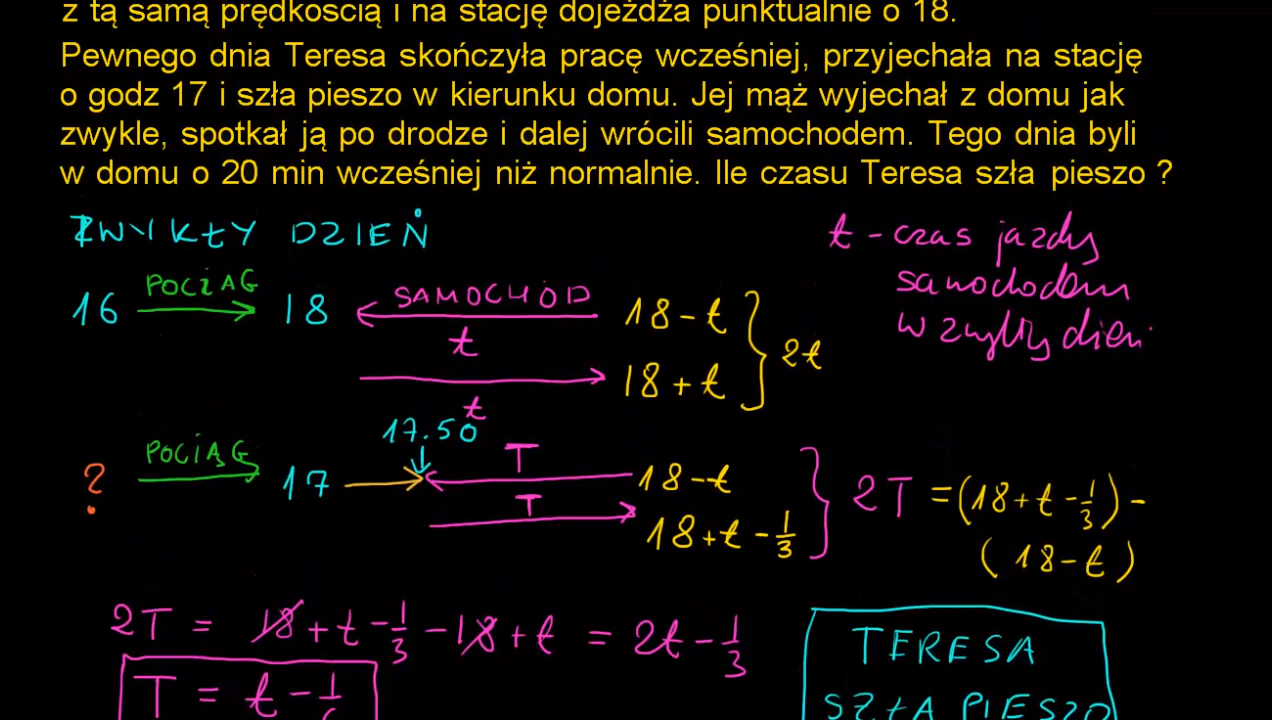 z tą samą prędkością i na stację dojeżdża punktualnie o 18.
Pewnego dnia Teresa skończyła pracę wcześniej, przyjechała na stację
o godz 17 i szła pieszo w kierunku domu. Jej mąż wyjechał z domu jak
zwykle, spotkał ją po drodze i dalej wrócili samochodem. Tego dnia byli
w domu o 20 min wcześniej niż normalnie. Ile czasu Teresa szła pieszo ?
ZWYKŁY DZIEŃ
t - czas jazdy
samochodem
w zwykły dzień
16 POCIĄG 18 SAMOCHÓD 18 - t
t
18 + t } 2t
t
17.50
? POCIĄG 17 T 18 - t
T 18 + t - 1/3 } 2T = (18 + t - 1/3) -
(18 - t)
2T = 18 + t - 1/3 - 18 + t = 2t - 1/3
T = t - 1/6
TERESA
SZŁA PIESZO